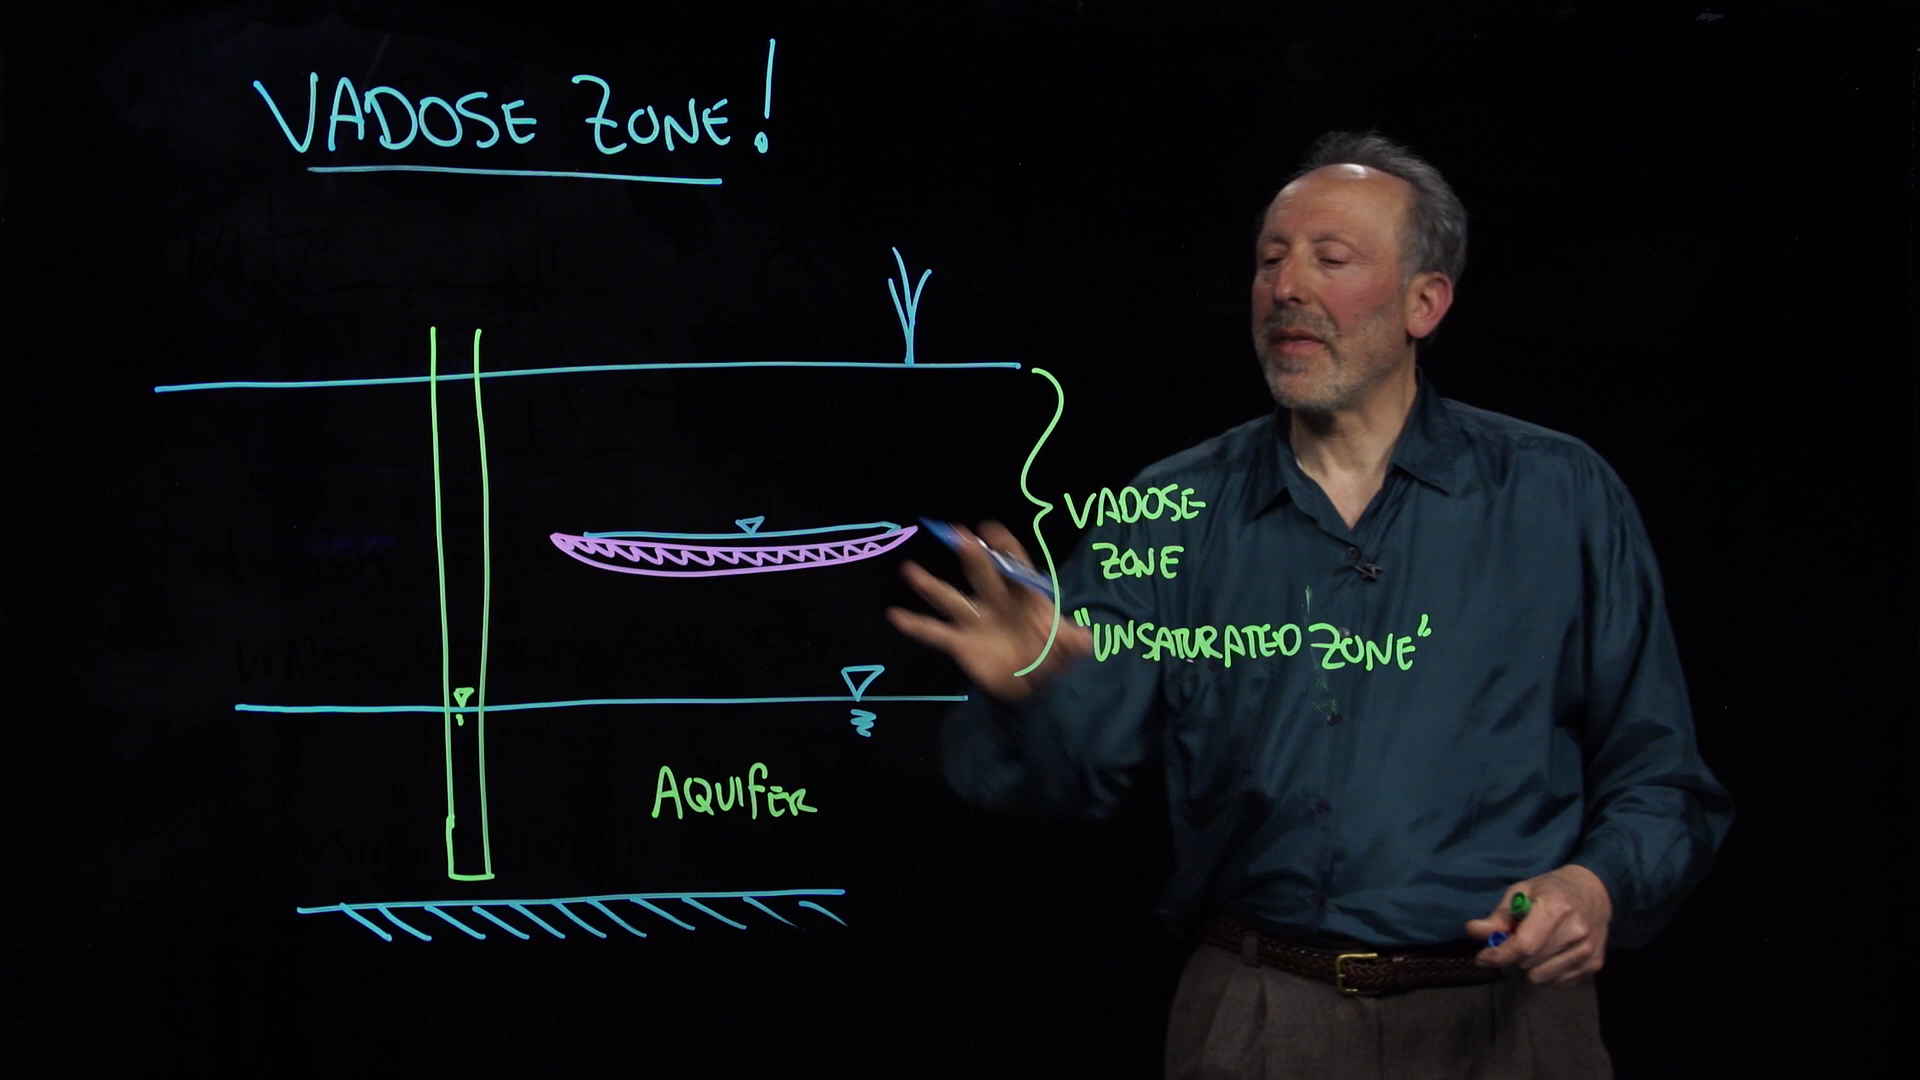 VADOSE ZONE!
VADOSE
ZONE
"UNSATURATED ZONE"
AQUIFER